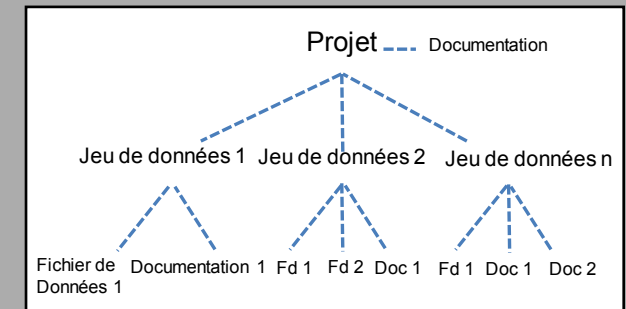 Projet Documentation
Jeu de données 1 Jeu de données 2 Jeu de données n
Fichier de Données 1 Documentation 1 Fd 1 Fd 2 Doc 1 Fd 1 Doc 1 Doc 2